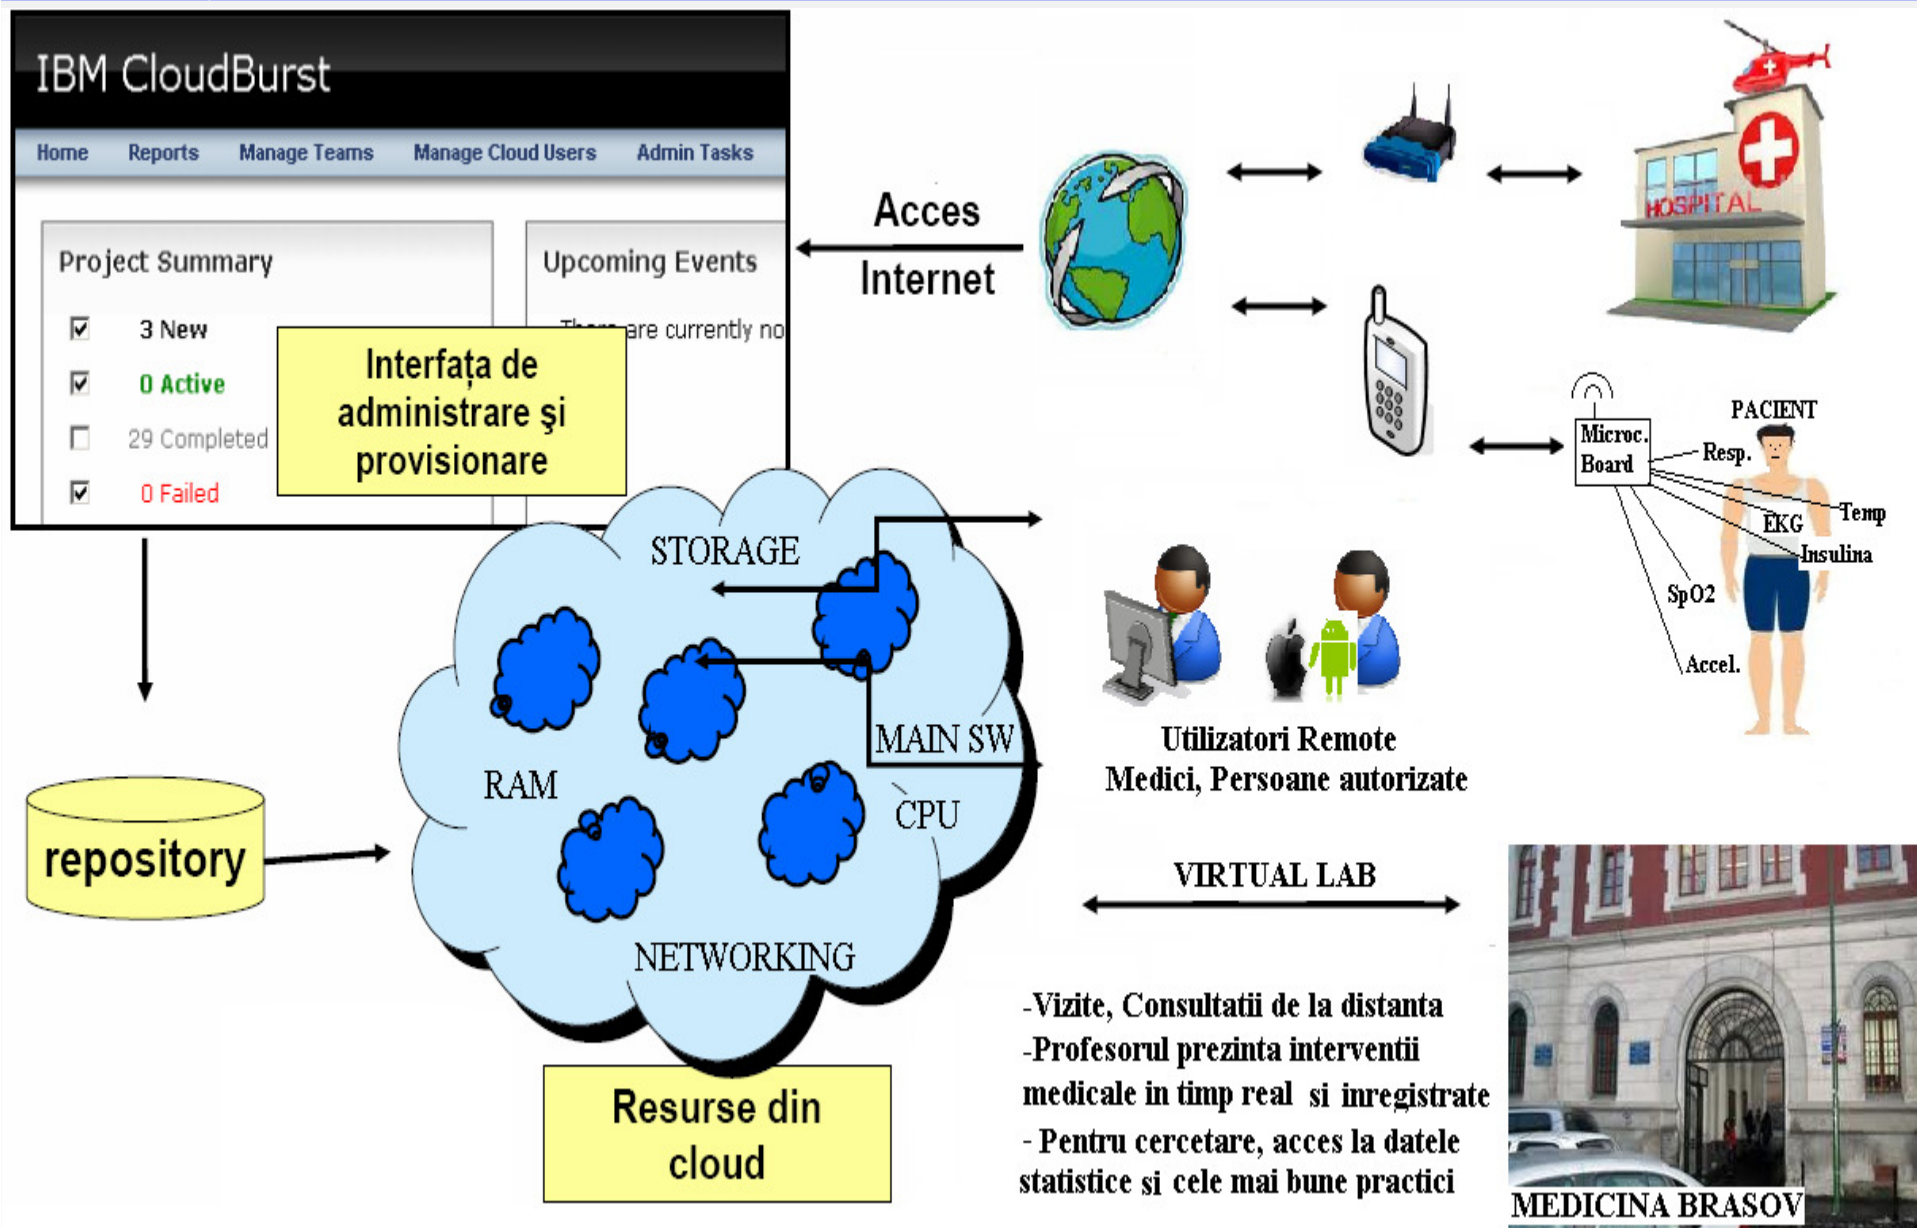 IBM CloudBurst
Home Reports Manage Teams Manage Cloud Users Admin Tasks
Project Summary
3 New
0 Active
29 Completed
0 Failed
Upcoming Events
There are currently no
Interfața de
administrare și
provisionare
Acces
Internet
HOSPITAL
PACIENT
Microc.
Board
Resp.
Temp
EKG
Insulina
SpO2
Accel.
STORAGE
MAIN SW
RAM
CPU
NETWORKING
repository
Resurse din
cloud
Utilizatori Remote
Medici, Persoane autorizate
VIRTUAL LAB
-Vizite, Consultatii de la distanta
-Profesorul prezinta interventii
medicale in timp real si inregistrate
- Pentru cercetare, acces la datele
statistice si cele mai bune practici
MEDICINA BRASOV